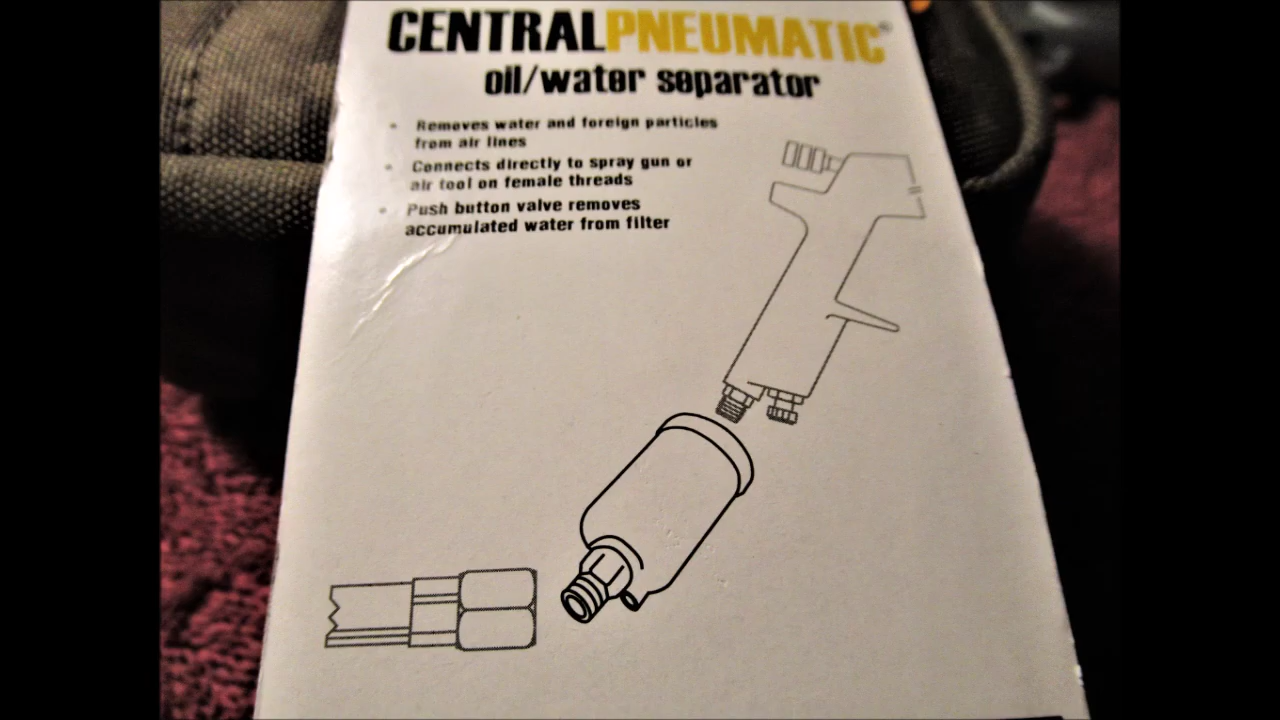 CENTRALPNEUMATIC®
oil/water separator
• Removes water and foreign particles
from air lines
• Connects directly to spray gun or
air tool on female threads
• Push button valve removes
accumulated water from filter